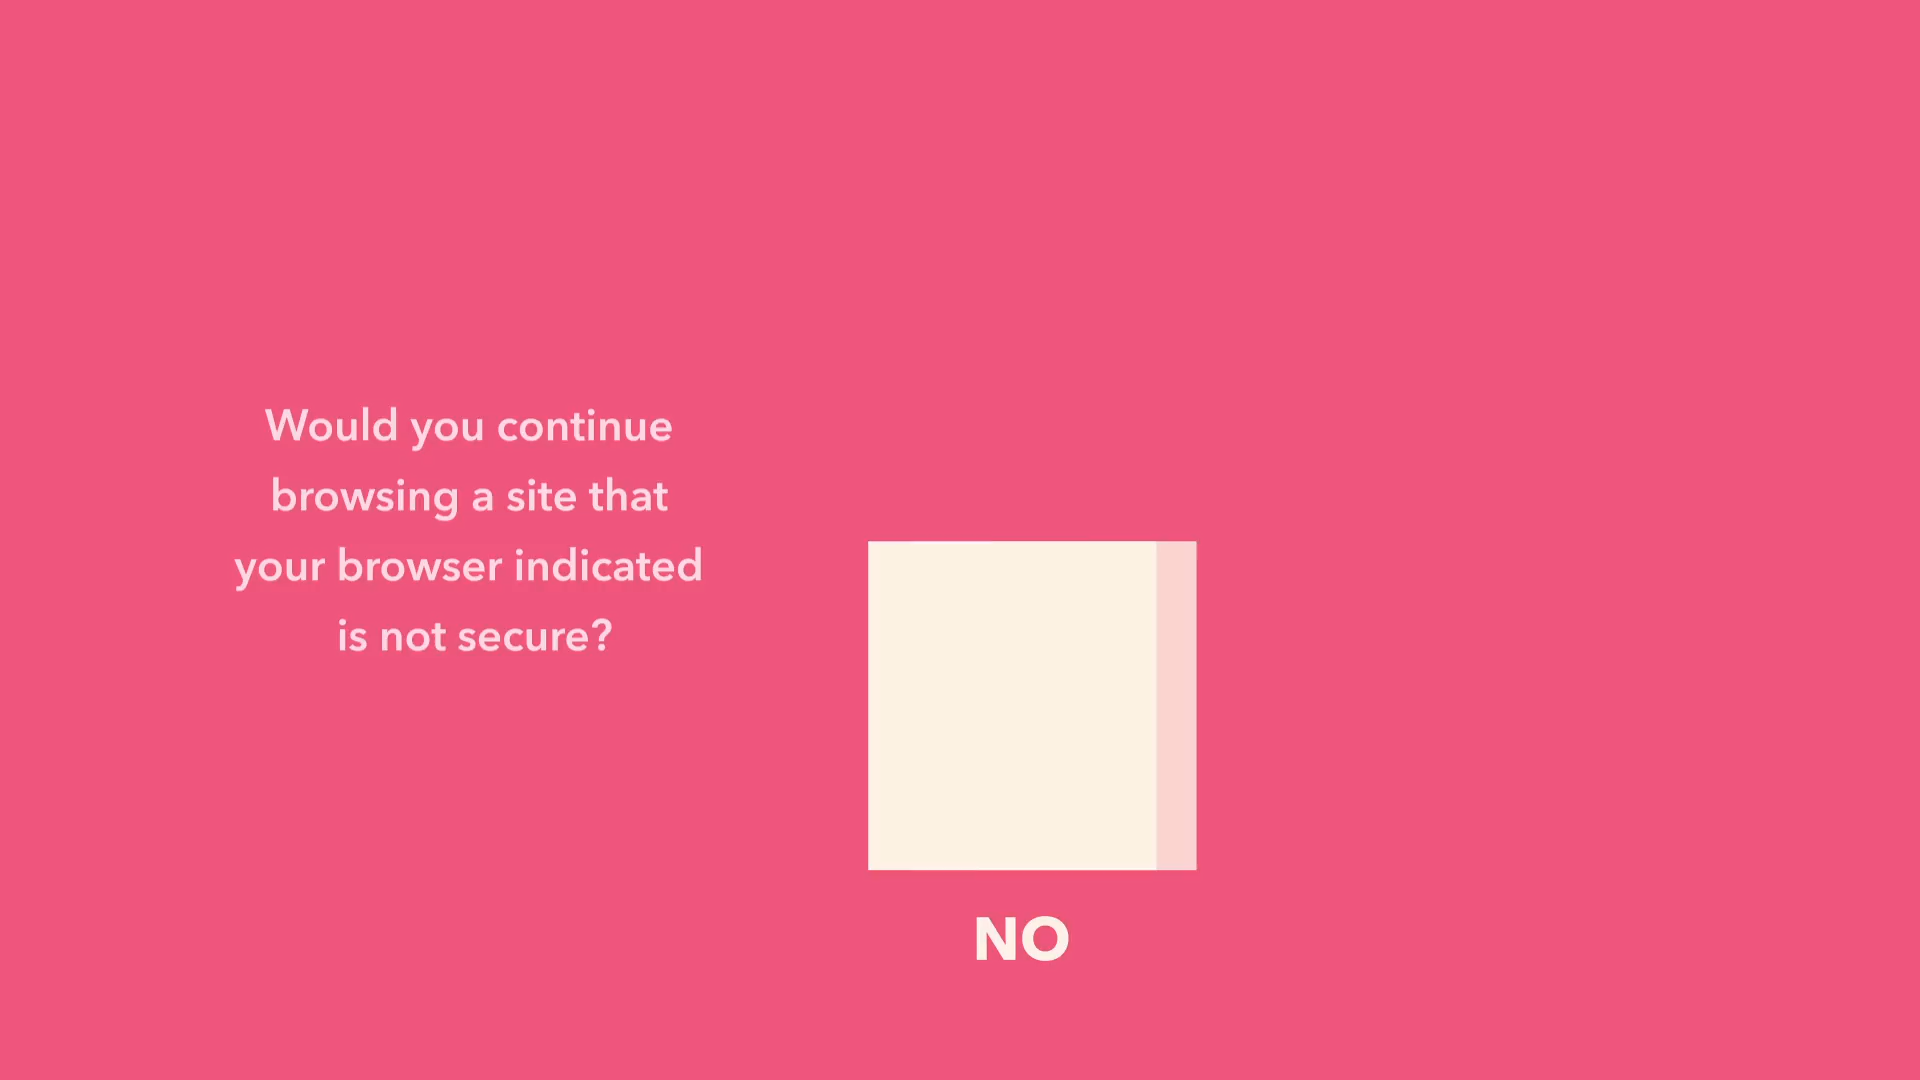 Would you continue
browsing a site that
your browser indicated
is not secure?
NO